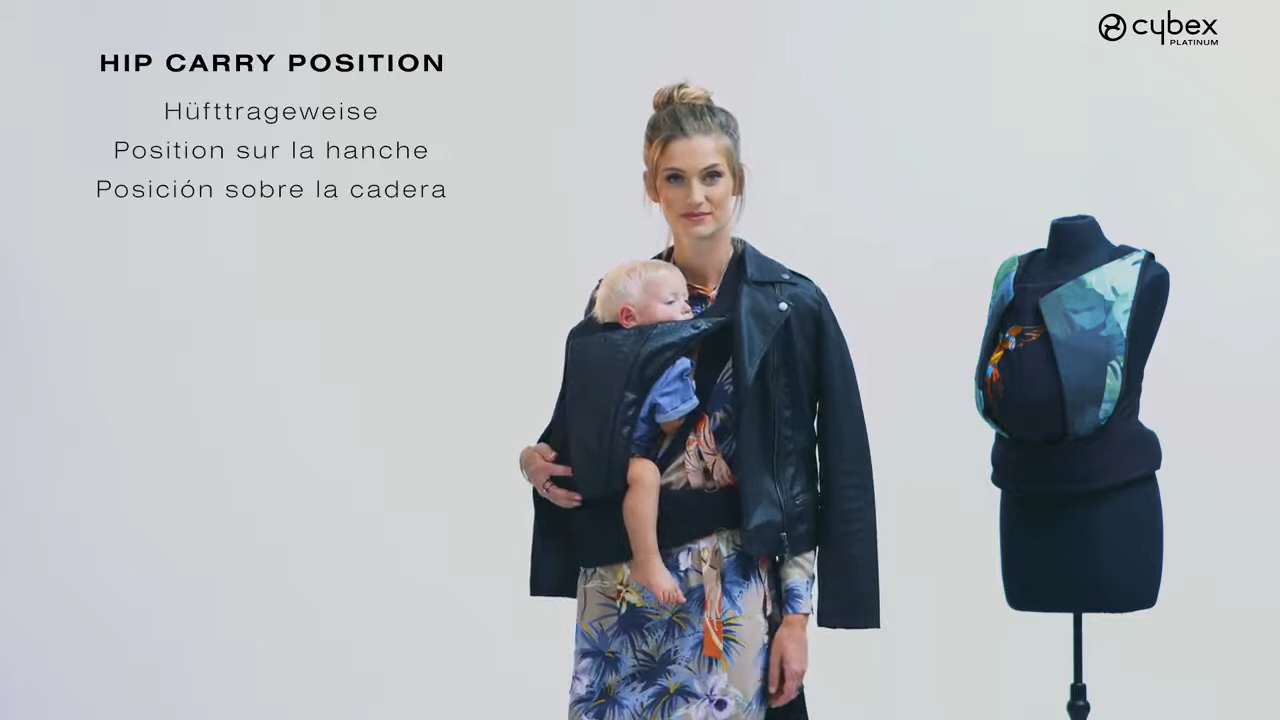 cybex
PLATINUM
HIP CARRY POSITION
Hüfttrageweise
Position sur la hanche
Posición sobre la cadera